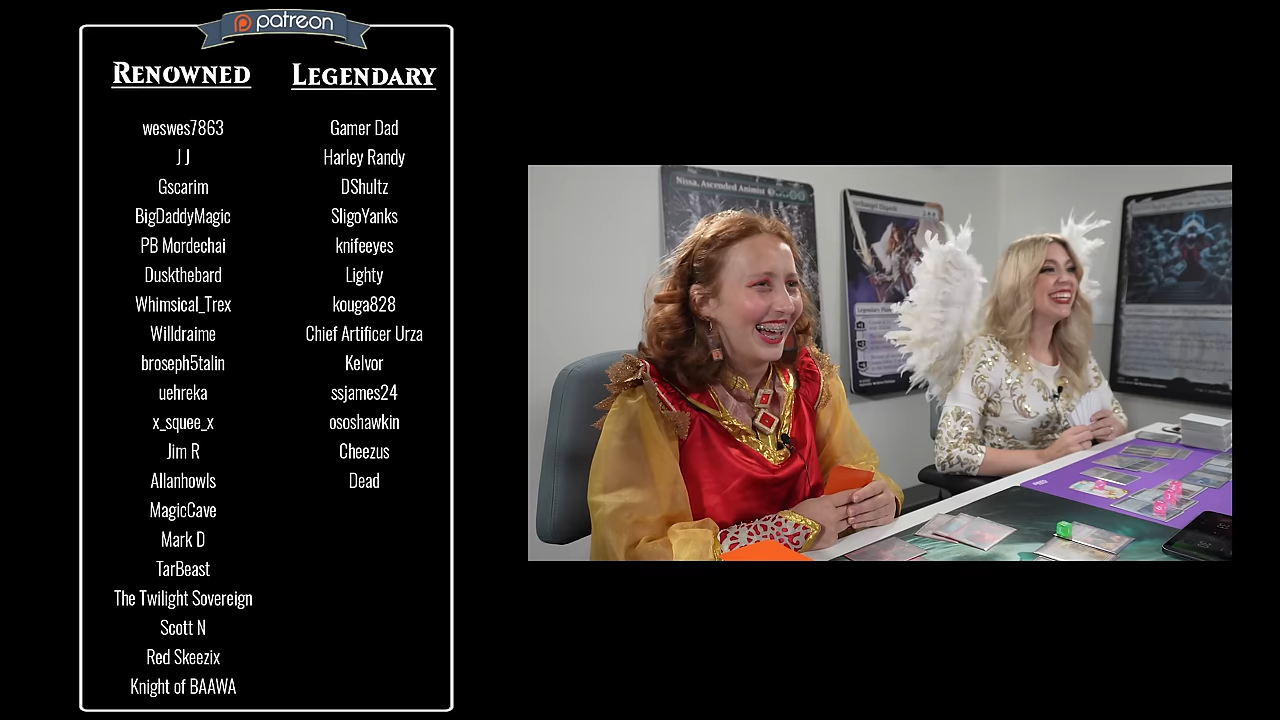 patreon
RENOWNED
LEGENDARY
weswes7863
J J
Gscarim
BigDaddyMagic
PB Mordechai
Duskthebard
Whimsical_Trex
Willdraime
broseph5talin
uehreka
x_squee_x
Jim R
Allanhowls
MagicCave
Mark D
TarBeast
The Twilight Sovereign
Scott N
Red Skeezix
Knight of BAAWA
Gamer Dad
Harley Randy
DShultz
SligoYanks
knifeeyes
Lighty
kouga828
Chief Artificer Urza
Kelvor
ssjames24
ososhawkin
Cheezus
Dead
Nissa, Ascended Animist